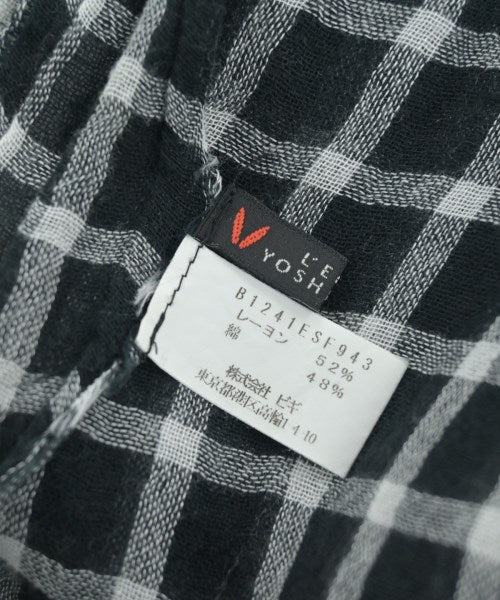 L'E
YOSH
B1241ESF943
レーヨン 52%
綿 48%
株式会社 ビギ
東京都港区高輪1 4 10